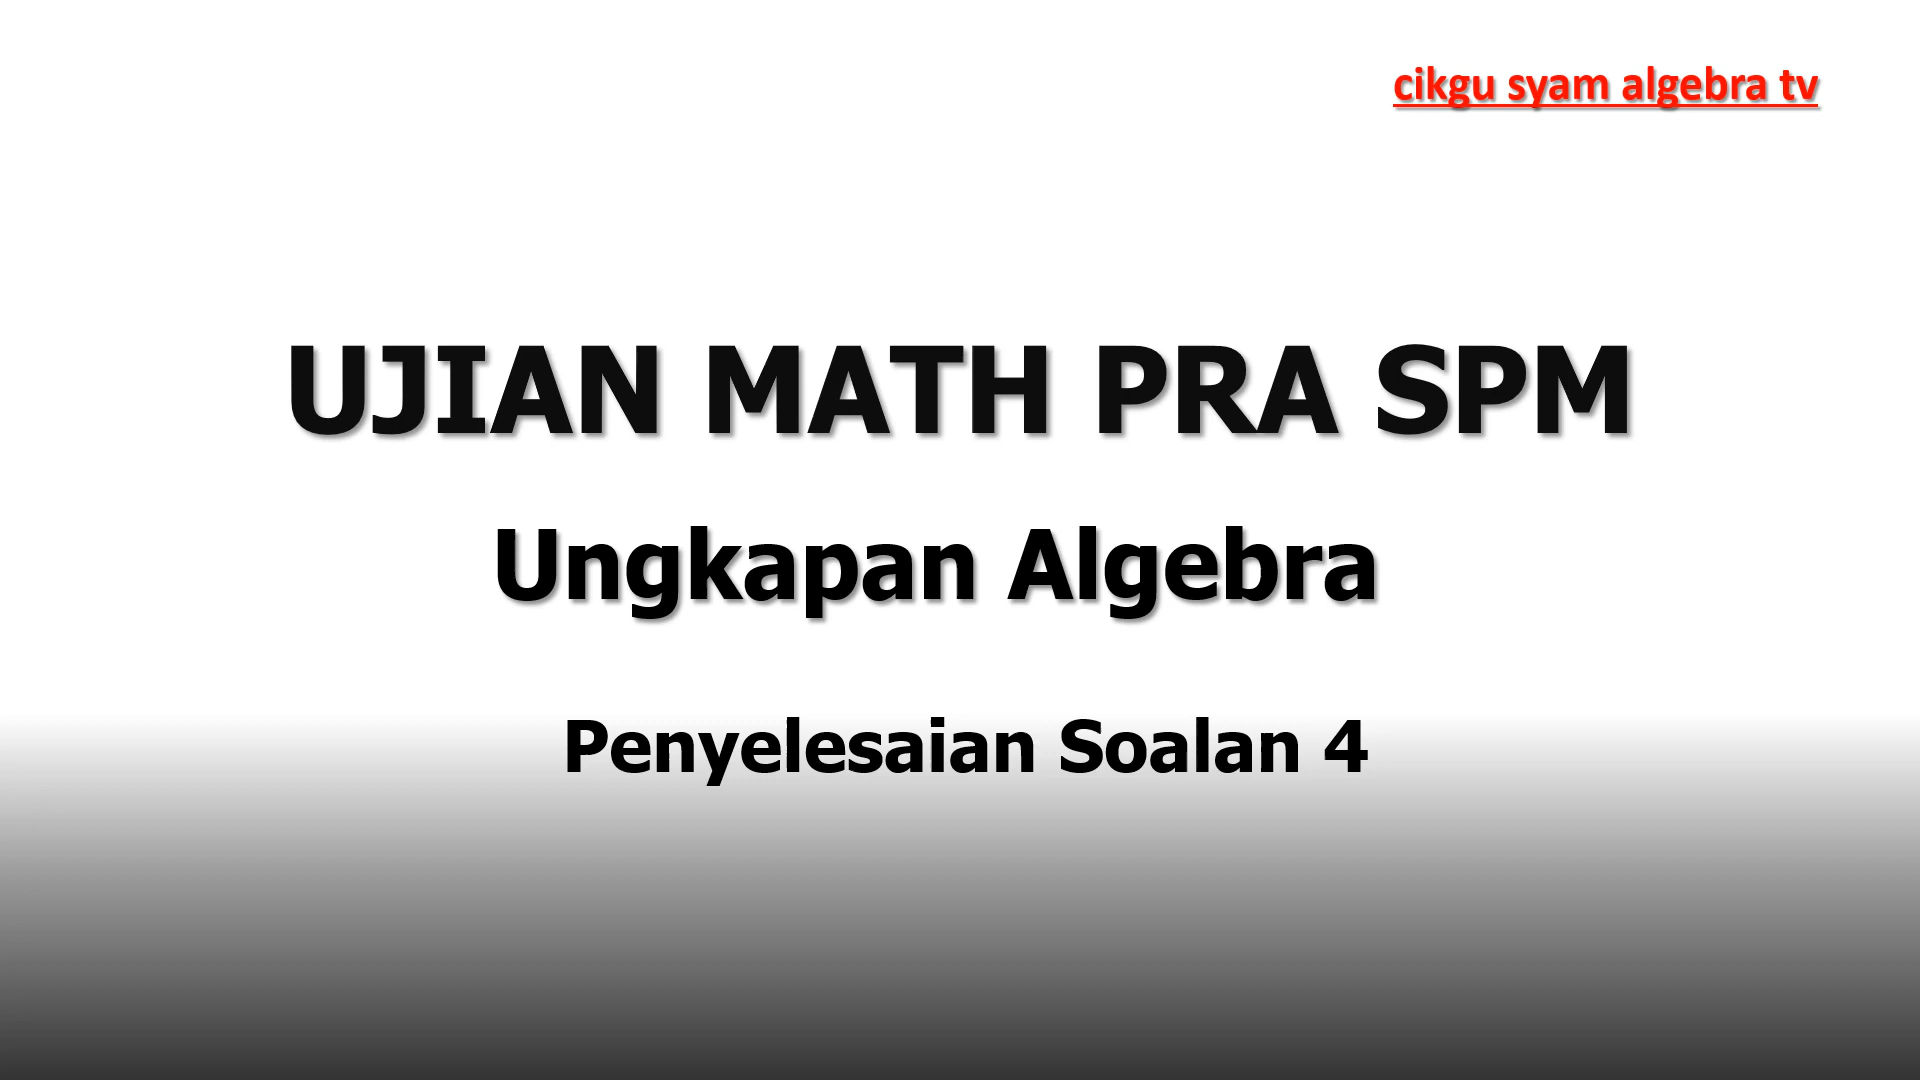 cikgu syam algebra tv
UJIAN MATH PRA SPM
Ungkapan Algebra
Penyelesaian Soalan 4